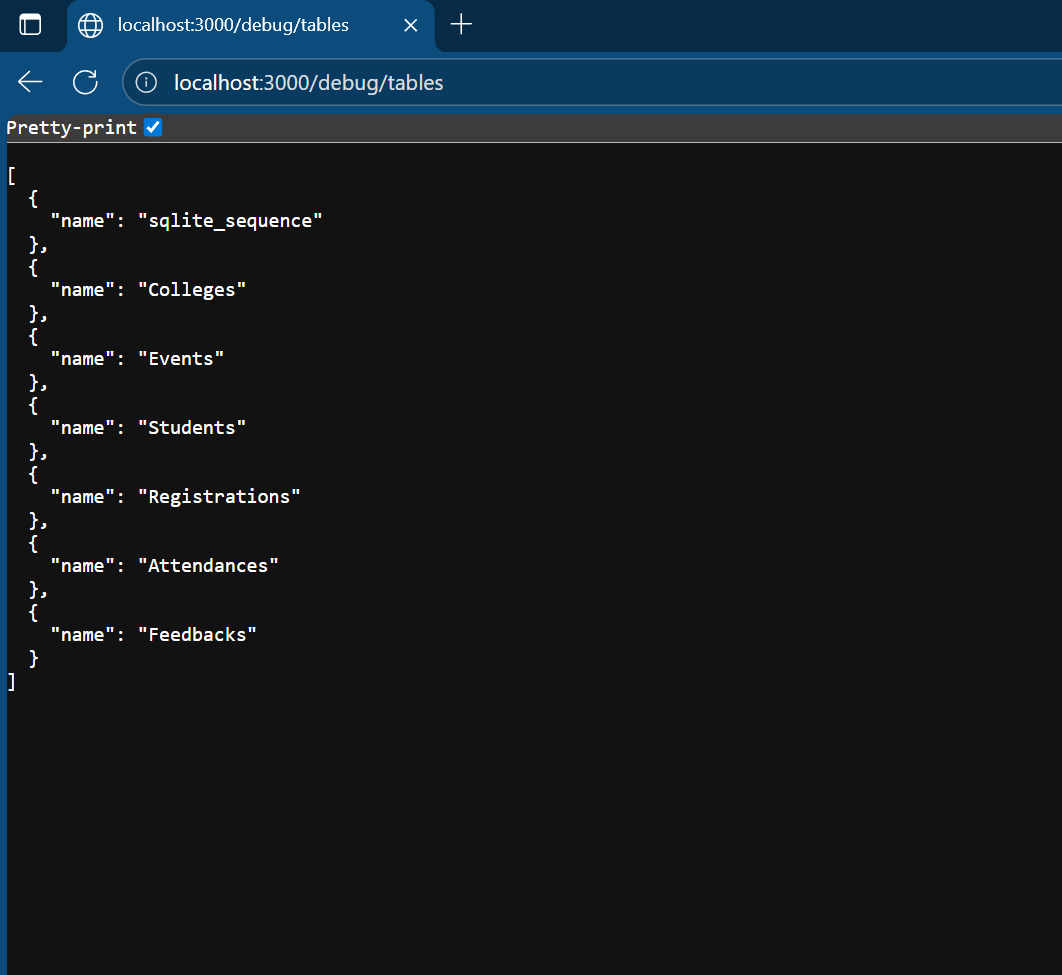 localhost:3000/debug/tables
localhost:3000/debug/tables
Pretty-print
[
  {
    "name": "sqlite_sequence"
  },
  {
    "name": "Colleges"
  },
  {
    "name": "Events"
  },
  {
    "name": "Students"
  },
  {
    "name": "Registrations"
  },
  {
    "name": "Attendances"
  },
  {
    "name": "Feedbacks"
  }
]